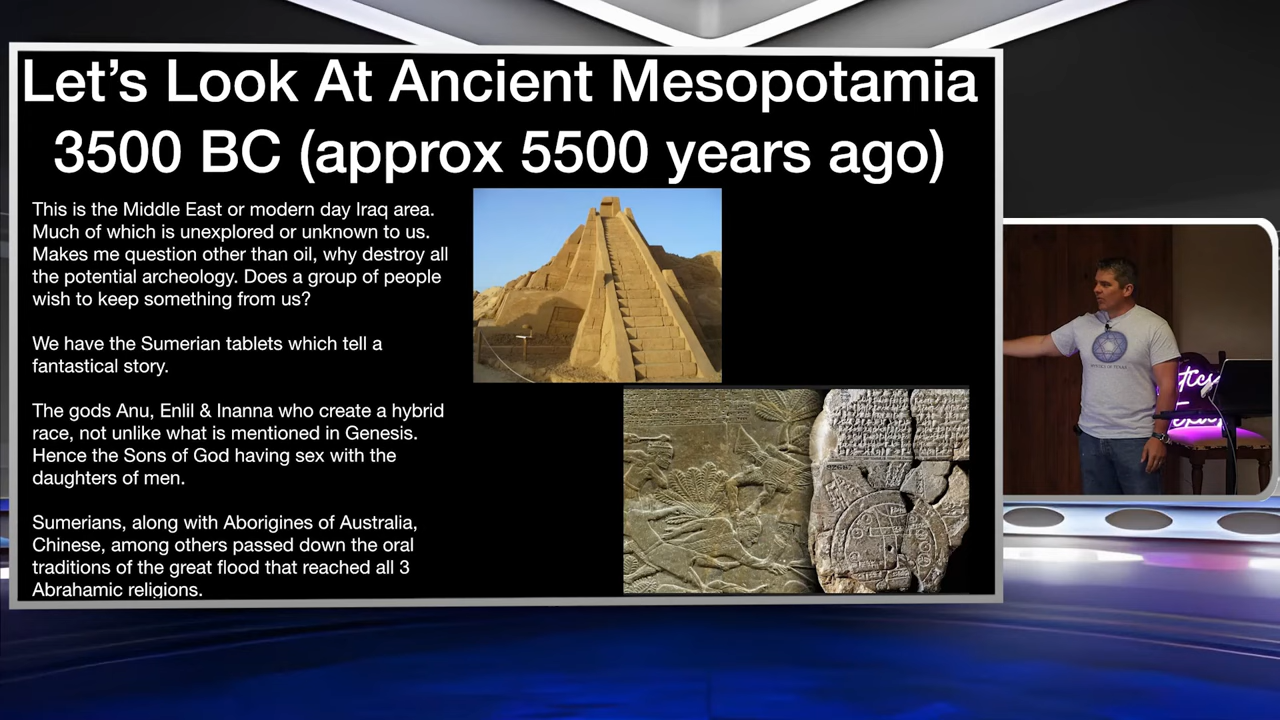 Let's Look At Ancient Mesopotamia
3500 BC (approx 5500 years ago)
This is the Middle East or modern day Iraq area.
Much of which is unexplored or unknown to us.
Makes me question other than oil, why destroy all
the potential archeology. Does a group of people
wish to keep something from us?
We have the Sumerian tablets which tell a
fantastical story.
The gods Anu, Enlil & Inanna who create a hybrid
race, not unlike what is mentioned in Genesis.
Hence the Sons of God having sex with the
daughters of men.
Sumerians, along with Aborigines of Australia,
Chinese, among others passed down the oral
traditions of the great flood that reached all 3
Abrahamic religions.